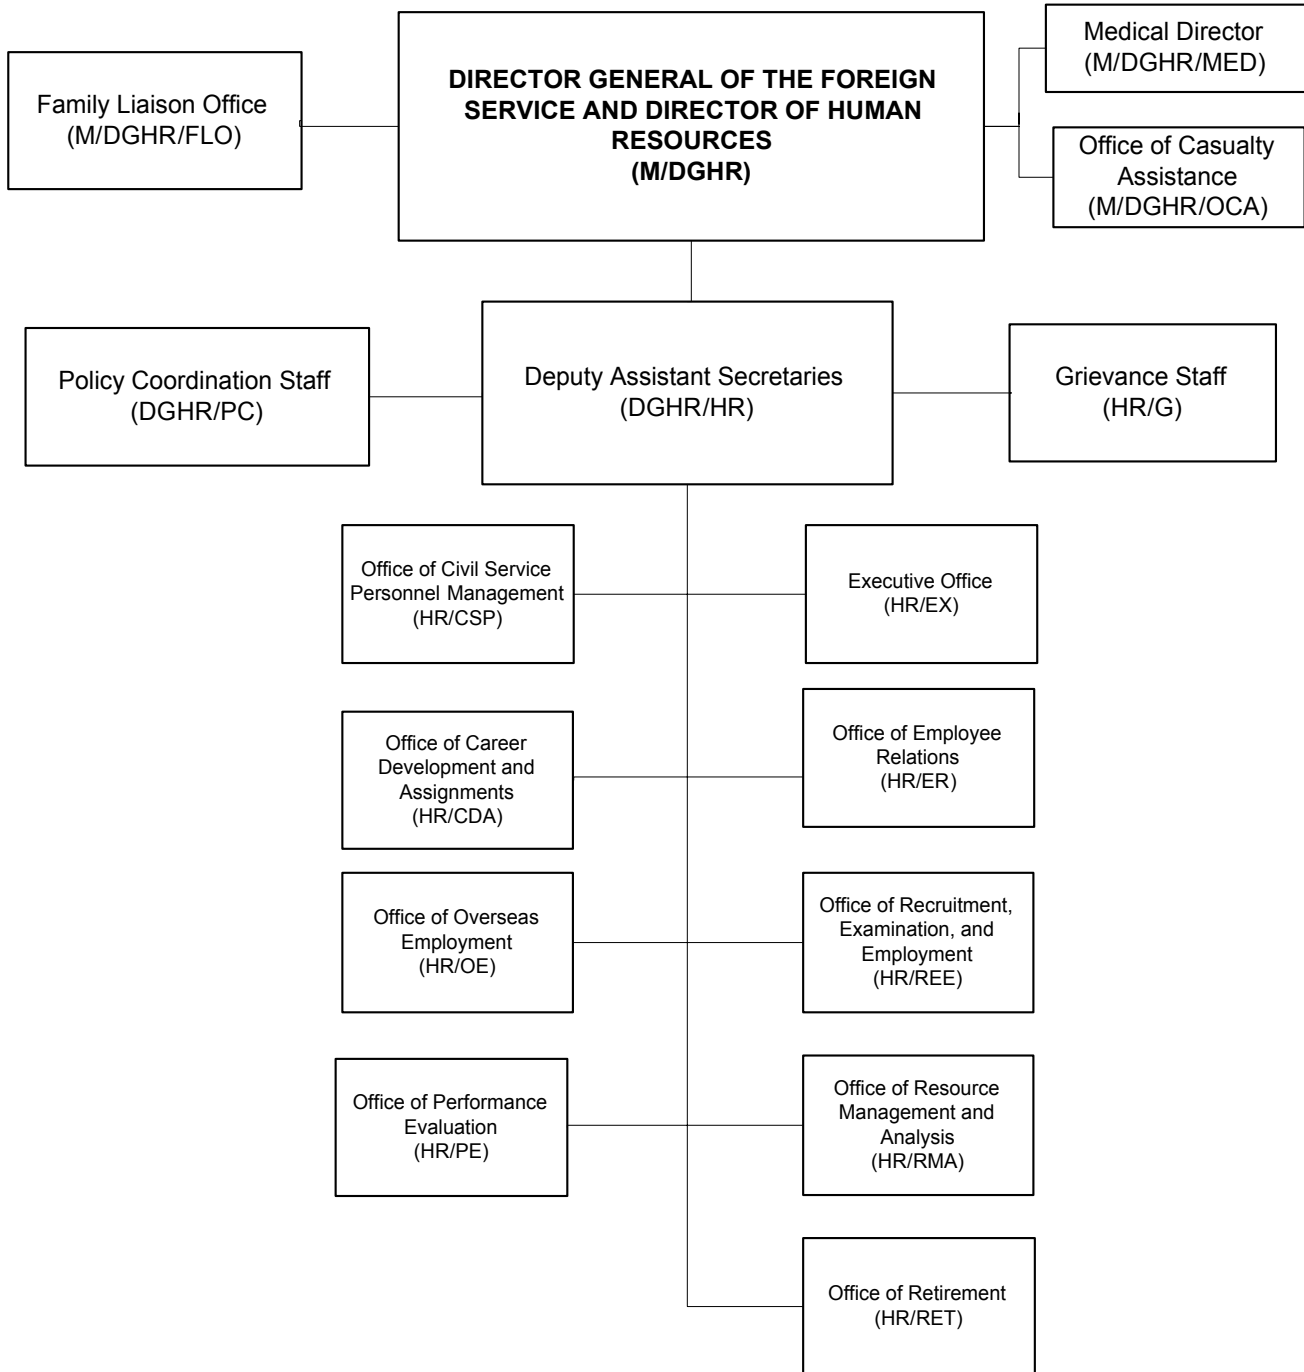 Family Liaison Office
(M/DGHR/FLO)
DIRECTOR GENERAL OF THE FOREIGN
SERVICE AND DIRECTOR OF HUMAN
RESOURCES
(M/DGHR)
Medical Director
(M/DGHR/MED)
Office of Casualty
Assistance
(M/DGHR/OCA)
Policy Coordination Staff
(DGHR/PC)
Deputy Assistant Secretaries
(DGHR/HR)
Grievance Staff
(HR/G)
Office of Civil Service
Personnel Management
(HR/CSP)
Executive Office
(HR/EX)
Office of Career
Development and
Assignments
(HR/CDA)
Office of Employee
Relations
(HR/ER)
Office of Overseas
Employment
(HR/OE)
Office of Recruitment,
Examination, and
Employment
(HR/REE)
Office of Performance
Evaluation
(HR/PE)
Office of Resource
Management and
Analysis
(HR/RMA)
Office of Retirement
(HR/RET)